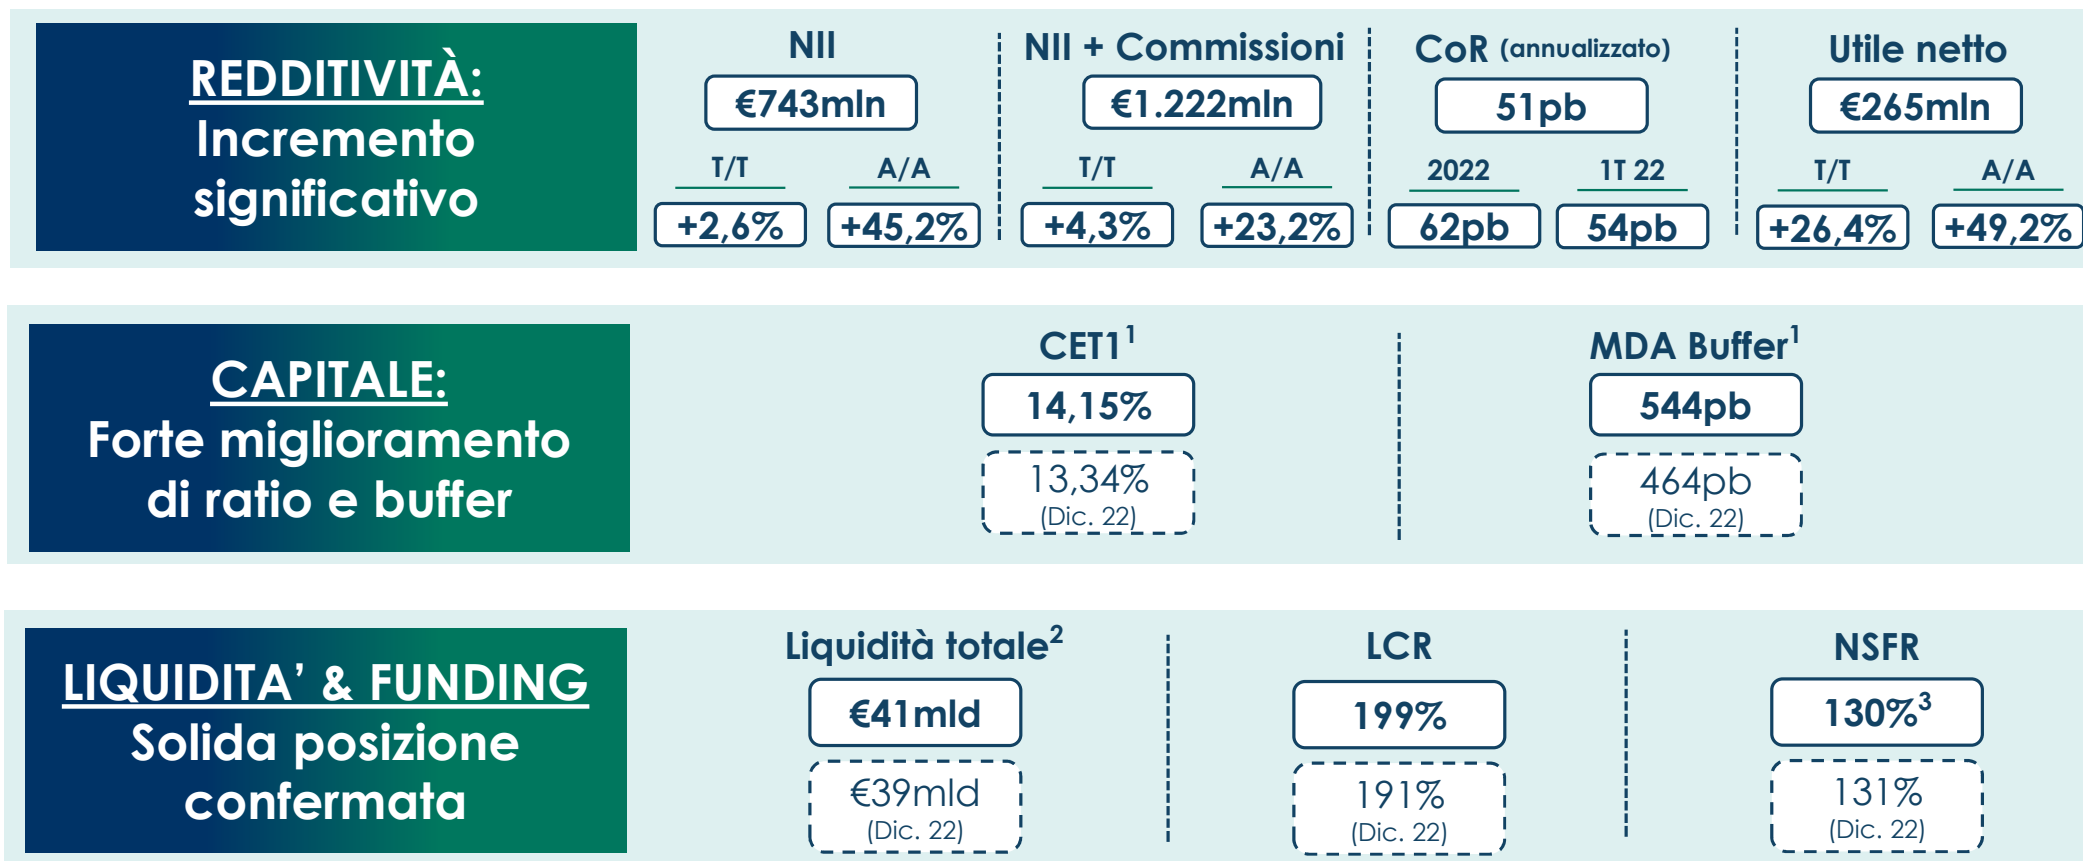 REDDITIVITÀ:
Incremento
significativo
NII
€743mln
T/T A/A
+2,6% +45,2%
NII + Commissioni
€1.222mln
T/T A/A
+4,3% +23,2%
CoR (annualizzato)
51pb
2022 1T 22
62pb 54pb
Utile netto
€265mln
T/T A/A
+26,4% +49,2%
CAPITALE:
Forte miglioramento
di ratio e buffer
CET1¹
14,15%
13,34%
(Dic. 22)
MDA Buffer¹
544pb
464pb
(Dic. 22)
LIQUIDITA’ & FUNDING
Solida posizione
confermata
Liquidità totale²
€41mld
€39mld
(Dic. 22)
LCR
199%
191%
(Dic. 22)
NSFR
130%³
131%
(Dic. 22)